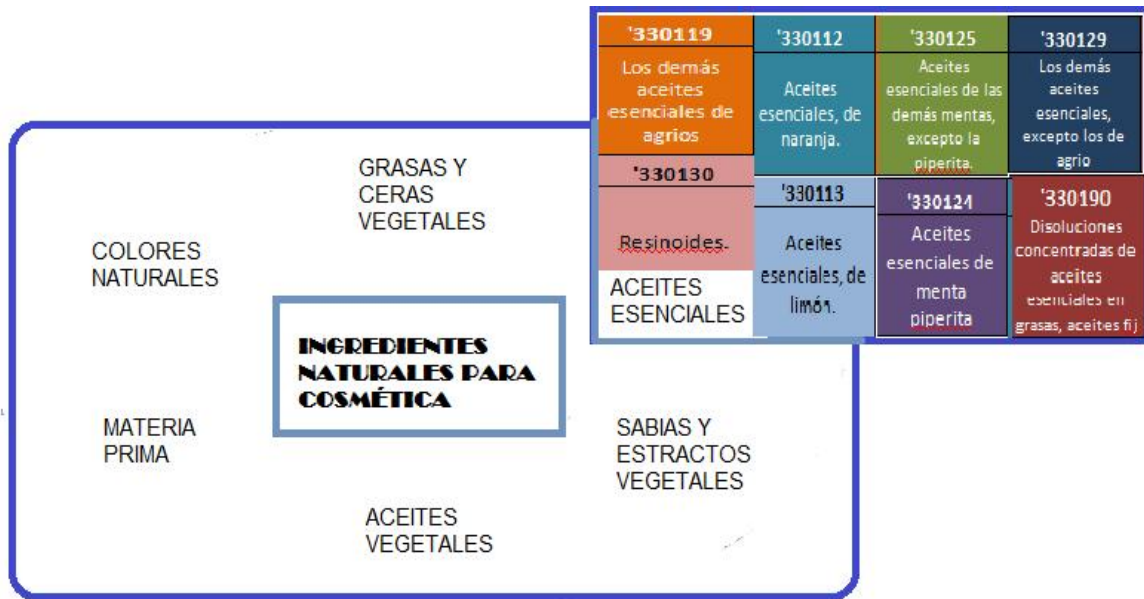 '330119
Los demás
aceites
esenciales de
agrios
'330112
Aceites
esenciales, de
naranja.
'330125
Aceites
esenciales de las
demás mentas,
excepto la
piperita.
'330129
Los demás
aceites
esenciales,
excepto los de
agrio
'330130
Resinoides.
'330113
Aceites
esenciales, de
limón.
'330124
Aceites
esenciales de
menta
piperita
'330190
Disoluciones
concentradas de
aceites
esenciales en
grasas, aceites fij
ACEITES
ESENCIALES
GRASAS Y
CERAS
VEGETALES
COLORES
NATURALES
INGREDIENTES
NATURALES PARA
COSMÉTICA
MATERIA
PRIMA
SABIAS Y
ESTRACTOS
VEGETALES
ACEITES
VEGETALES